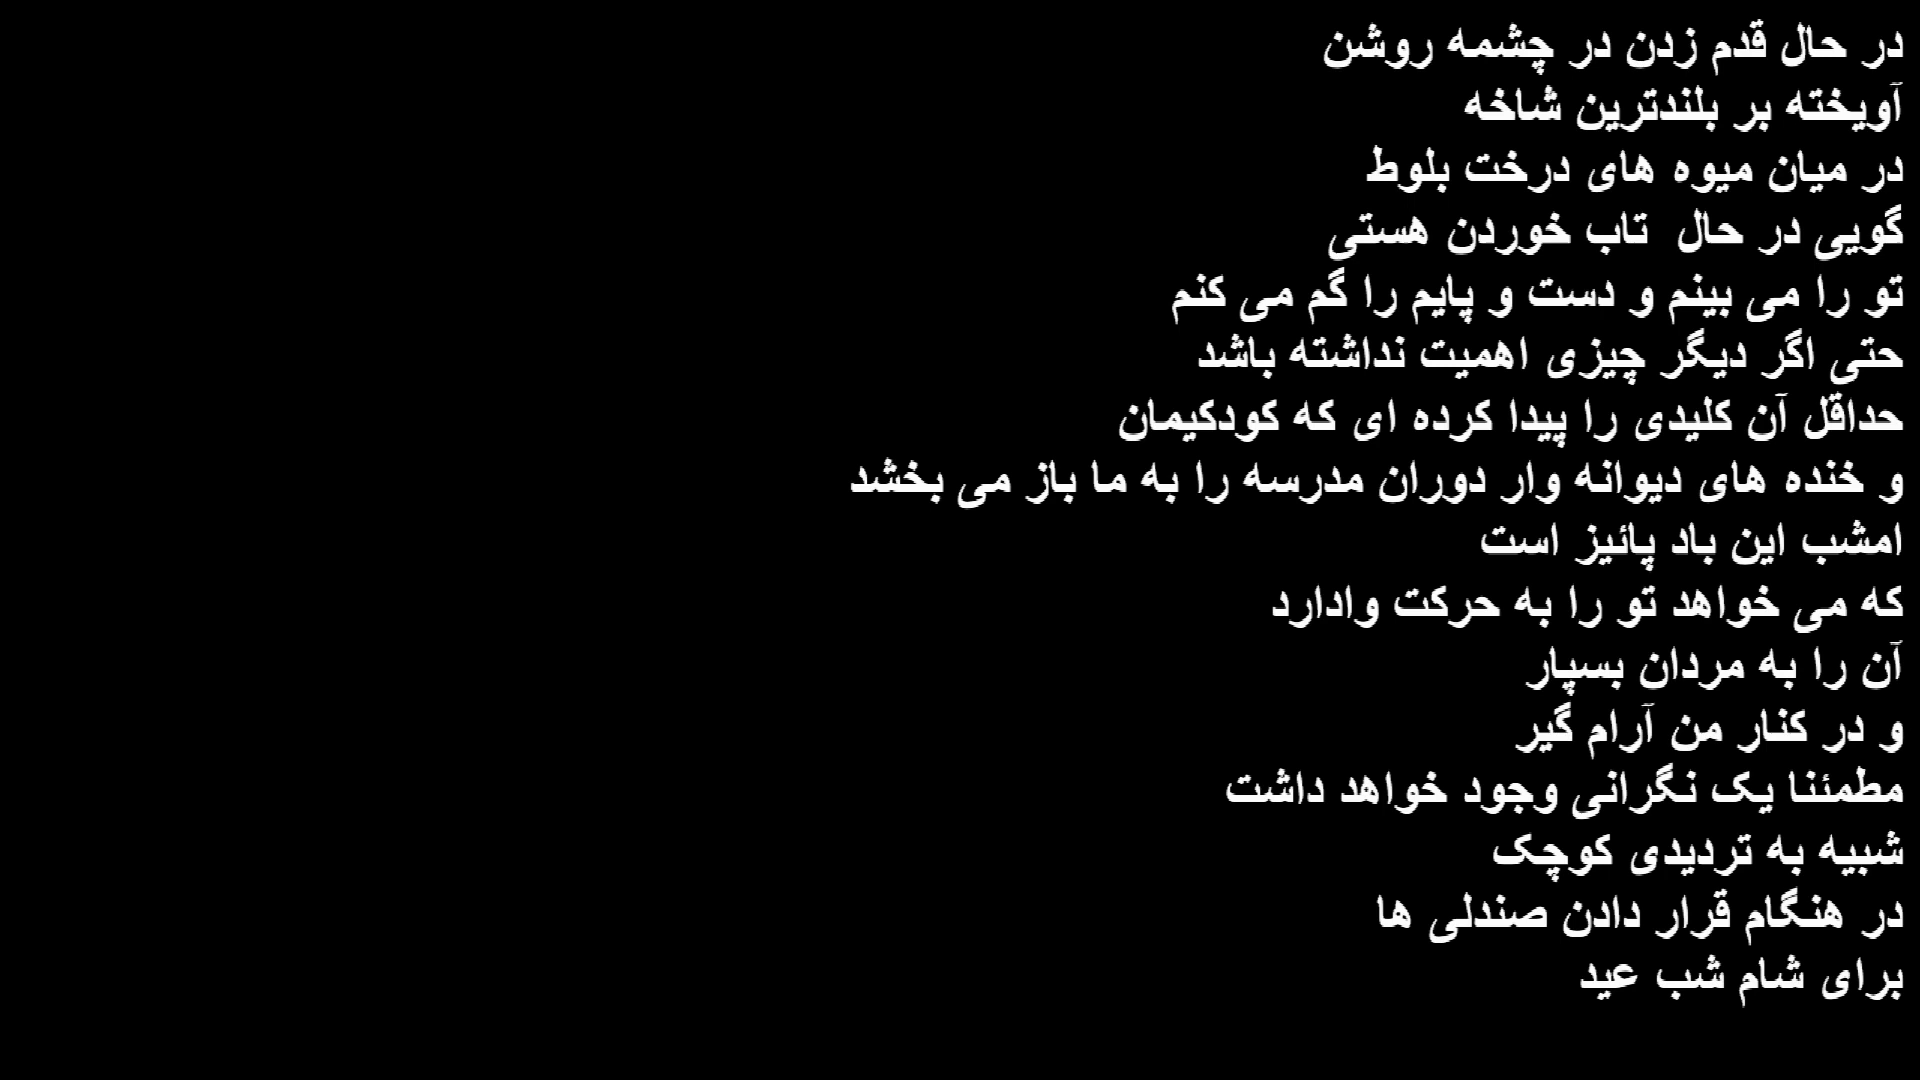 در حال قدم زدن در چشمه روشن
آویخته بر بلندترین شاخه
در میان میوه های درخت بلوط
گویی در حال  تاب خوردن هستی
تو را می بینم و دست و پایم را گم می کنم
حتی اگر دیگر چیزی اهمیت نداشته باشد
حداقل آن کلیدی را پیدا کرده ای که کودکیمان
و خنده های دیوانه وار دوران مدرسه را به ما باز می بخشد
امشب این باد پائیز است
که می خواهد تو را به حرکت وادارد
آن را به مردان بسپار
و در کنار من آرام گیر
مطمئنا یک نگرانی وجود خواهد داشت
شبیه به تردیدی کوچک
در هنگام قرار دادن صندلی ها
برای شام شب عید